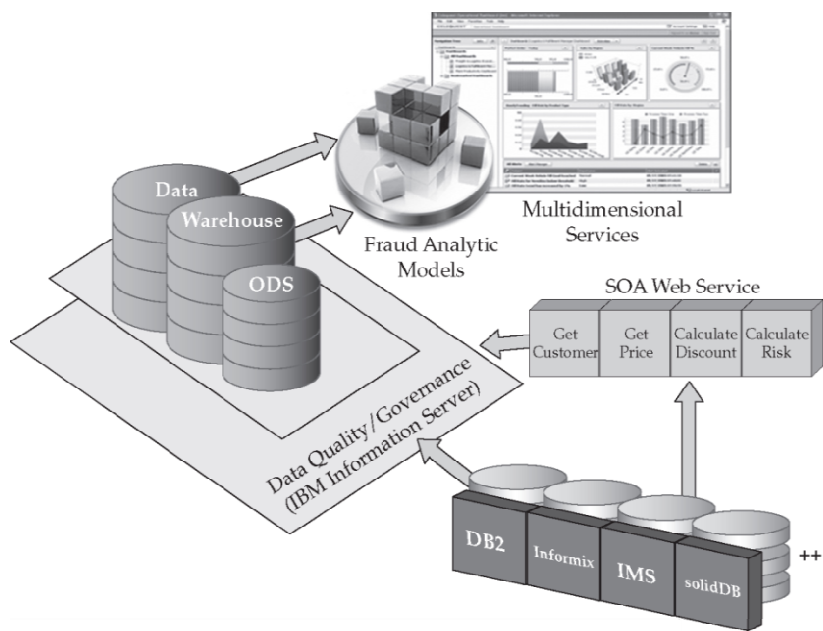 Data
Warehouse
ODS
Fraud Analytic
Models
Multidimensional
Services
SOA Web Service
Get
Customer
Get
Price
Calculate
Discount
Calculate
Risk
Data Quality/Governance
(IBM Information Server)
DB2
Informix
IMS
solidDB
++